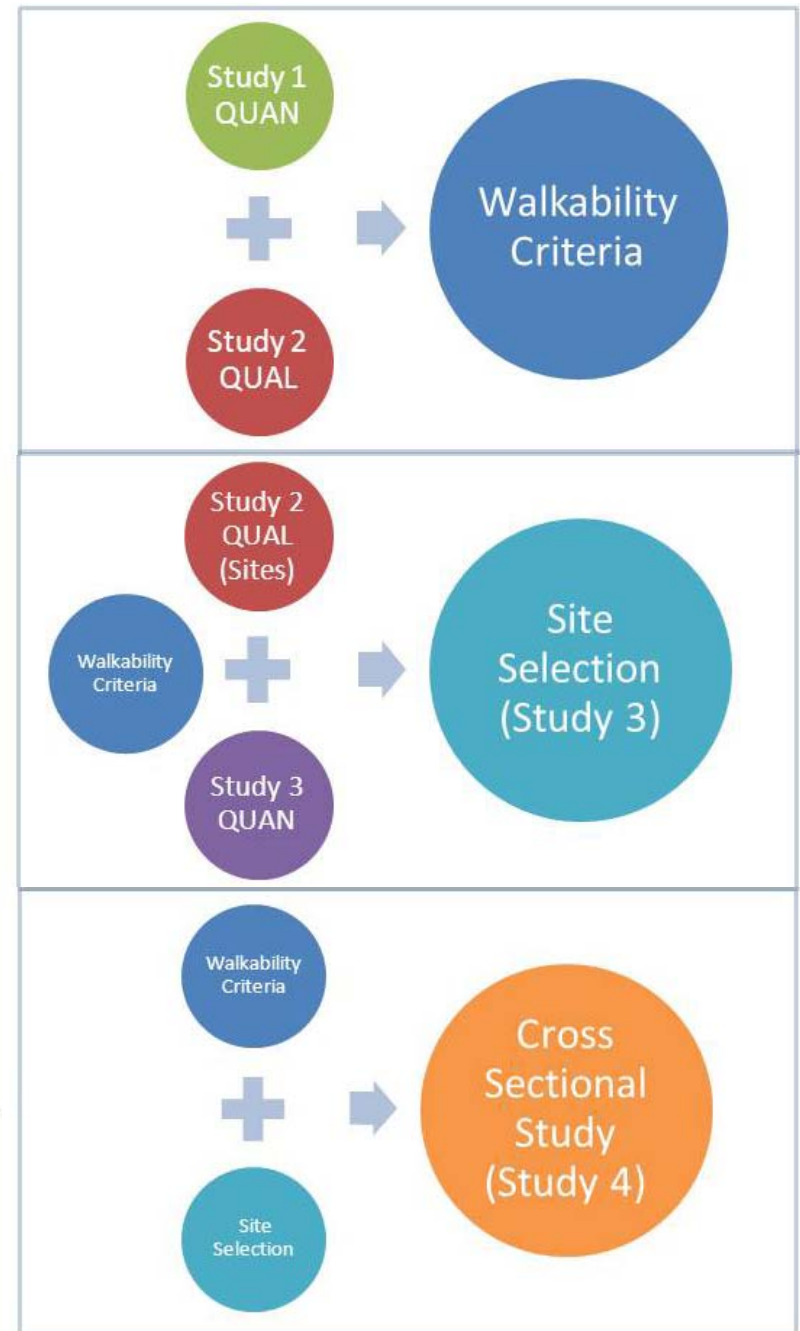 Study 1
QUAN
Walkability
Criteria
Study 2
QUAL
Study 2
QUAL
(Sites)
Walkability
Criteria
Study 3
QUAN
Site
Selection
(Study 3)
Walkability
Criteria
Site
Selection
Cross
Sectional
Study
(Study 4)